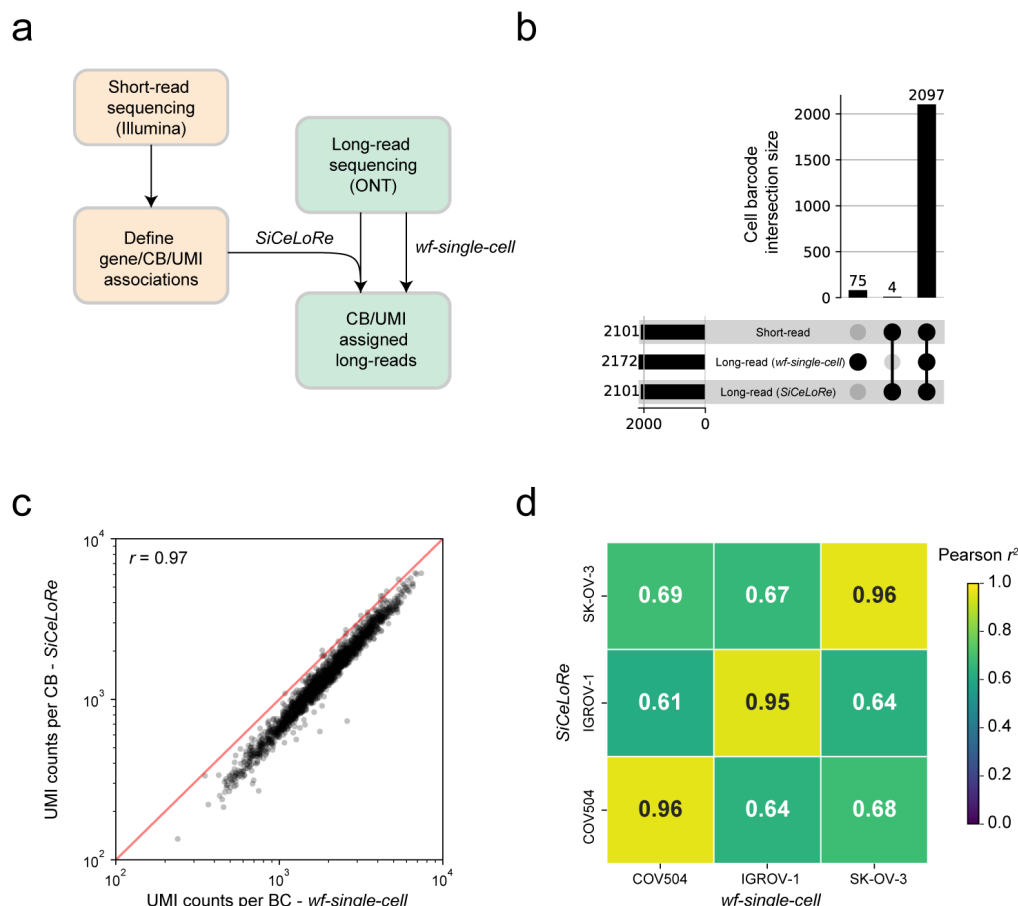 a
Short-read
sequencing
(Illumina)
Long-read
sequencing
(ONT)
Define
gene/CB/UMI
associations
SiCeLoRe
wf-single-cell
CB/UMI
assigned
long-reads
b
Cell barcode
intersection size
2000
1500
1000
500
0
75
4
2097
2101
Short-read
2172
Long-read (wf-single-cell)
2101
Long-read (SiCeLoRe)
2000 0
c
UMI counts per CB - SiCeLoRe
10^4
10^3
10^2
r = 0.97
10^2 10^3 10^4
UMI counts per BC - wf-single-cell
d
SiCeLoRe
SK-OV-3
IGROV-1
COV504
0.69 0.67 0.96
0.61 0.95 0.64
0.96 0.64 0.68
COV504 IGROV-1 SK-OV-3
wf-single-cell
Pearson r²
1.0
0.8
0.6
0.4
0.2
0.0